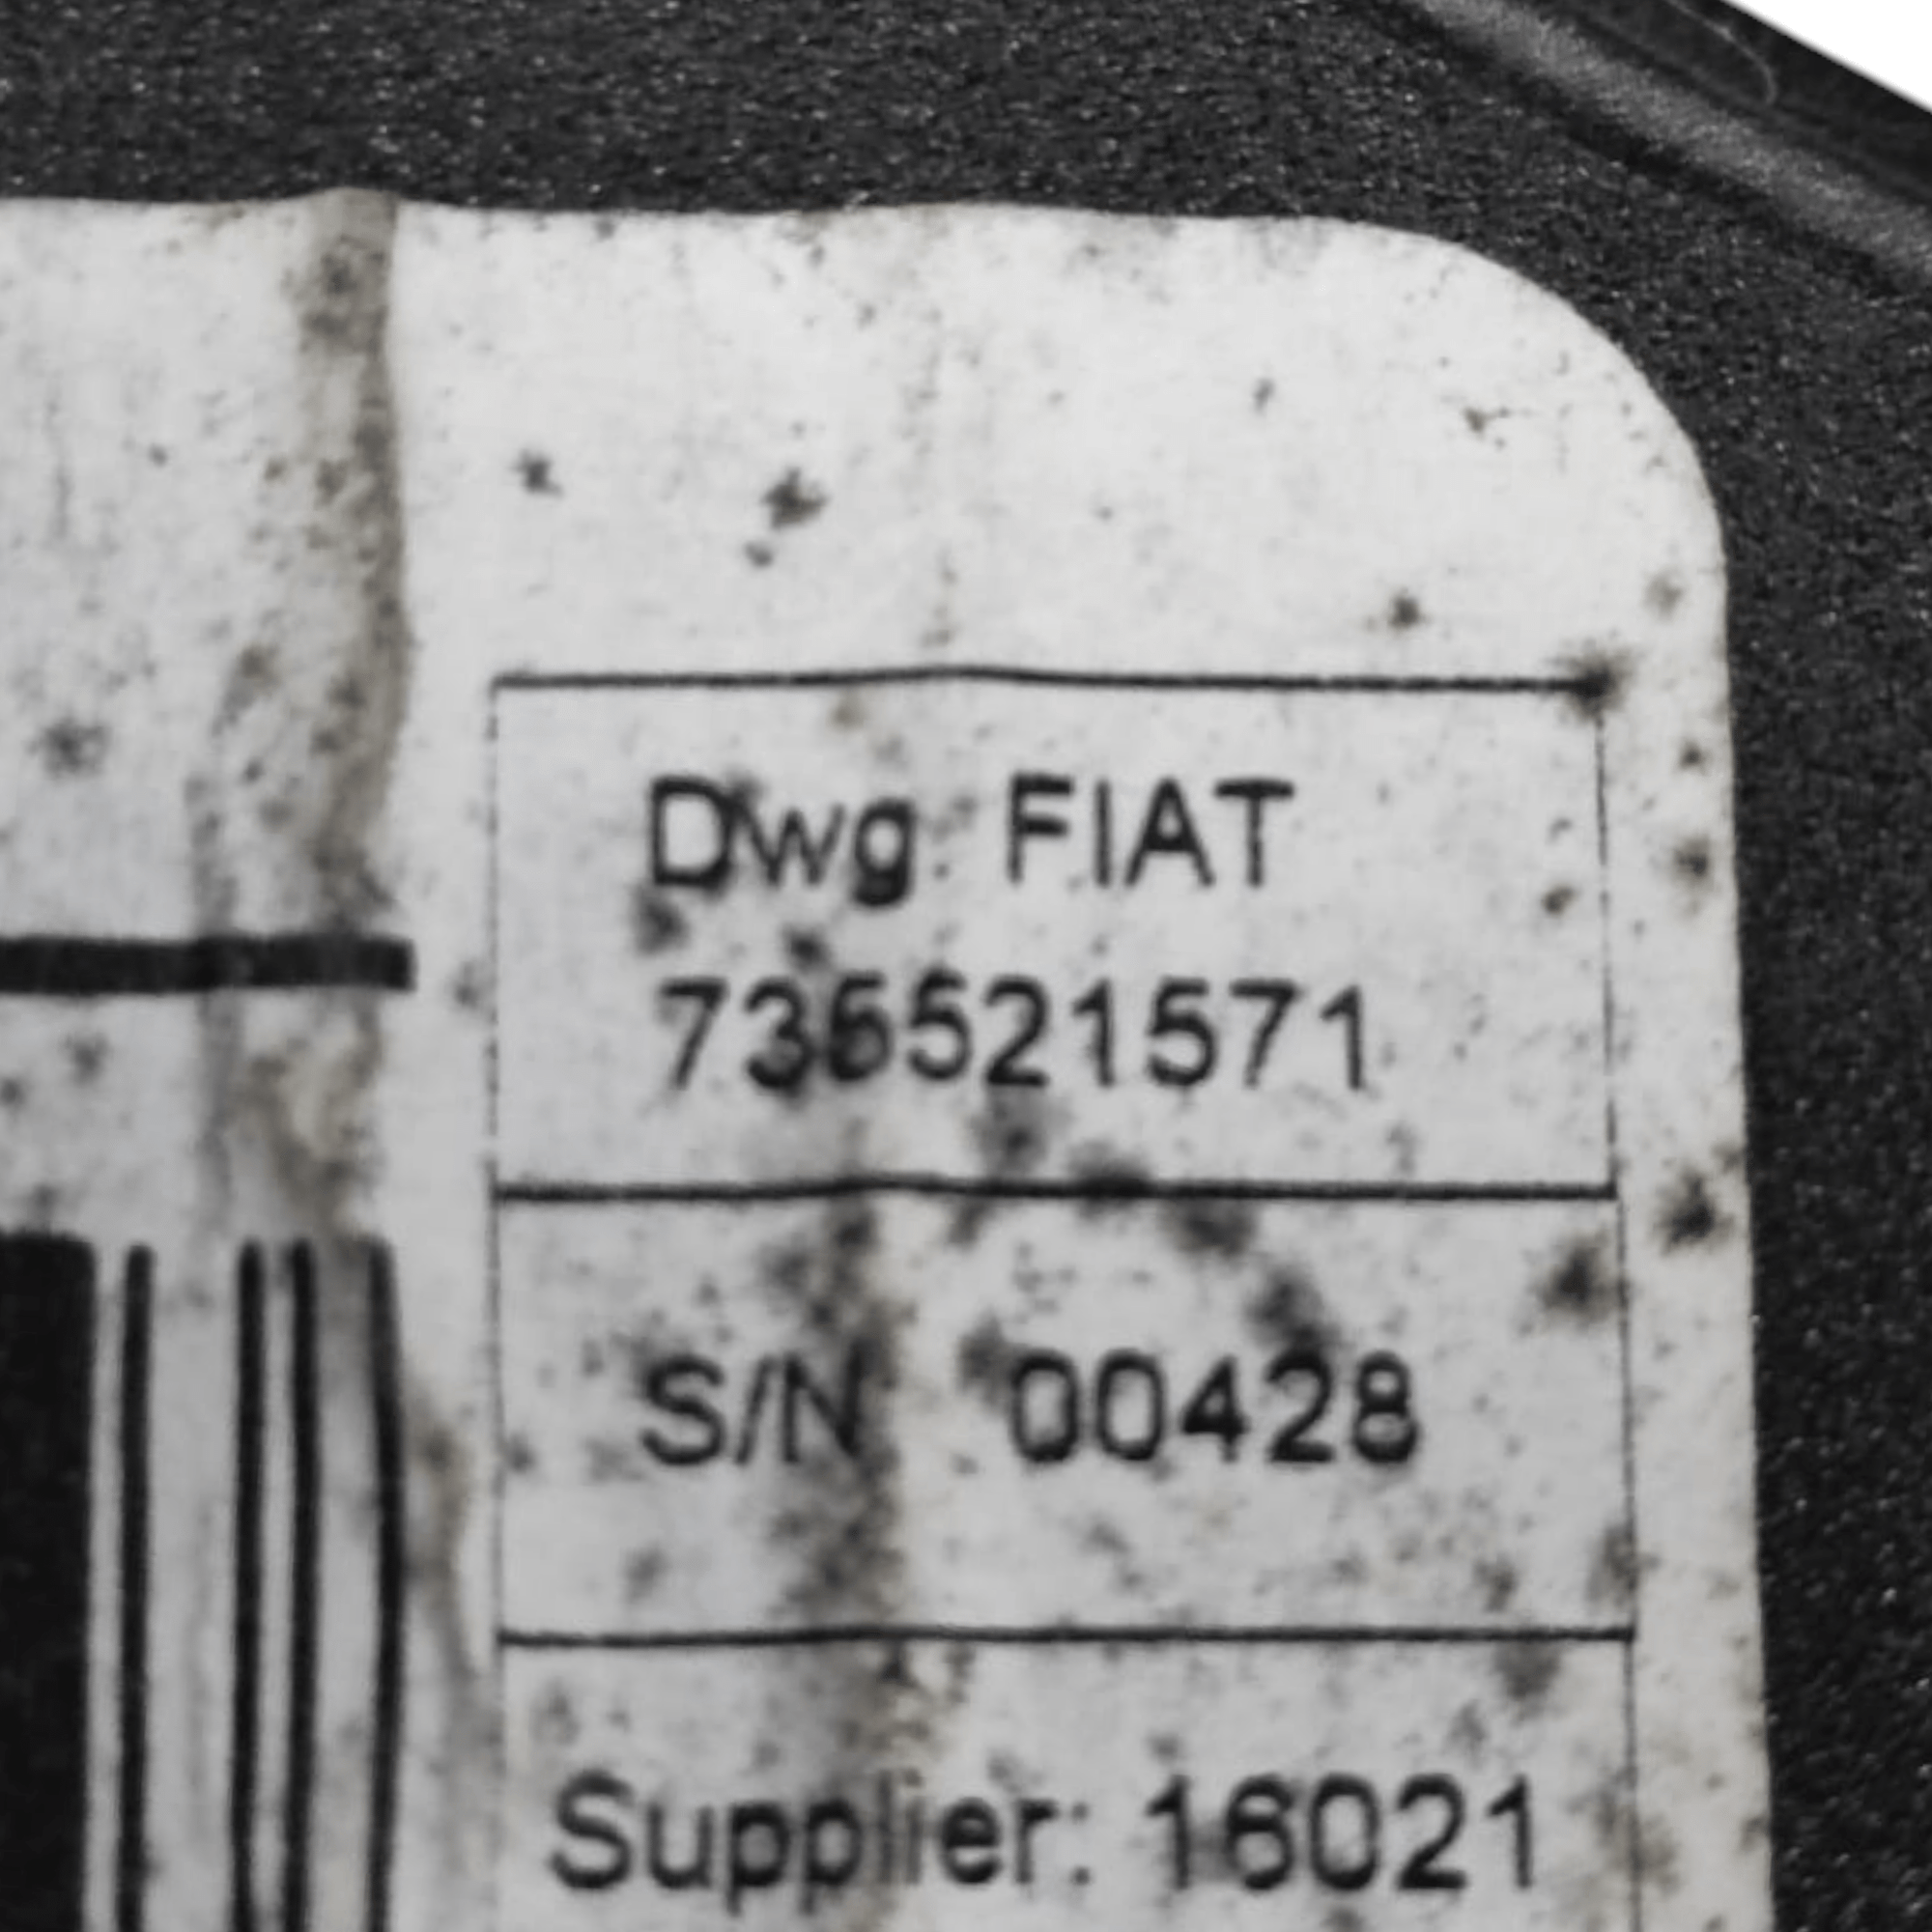 Dwg. FIAT
735521571
S/N 00428
Supplier: 16021